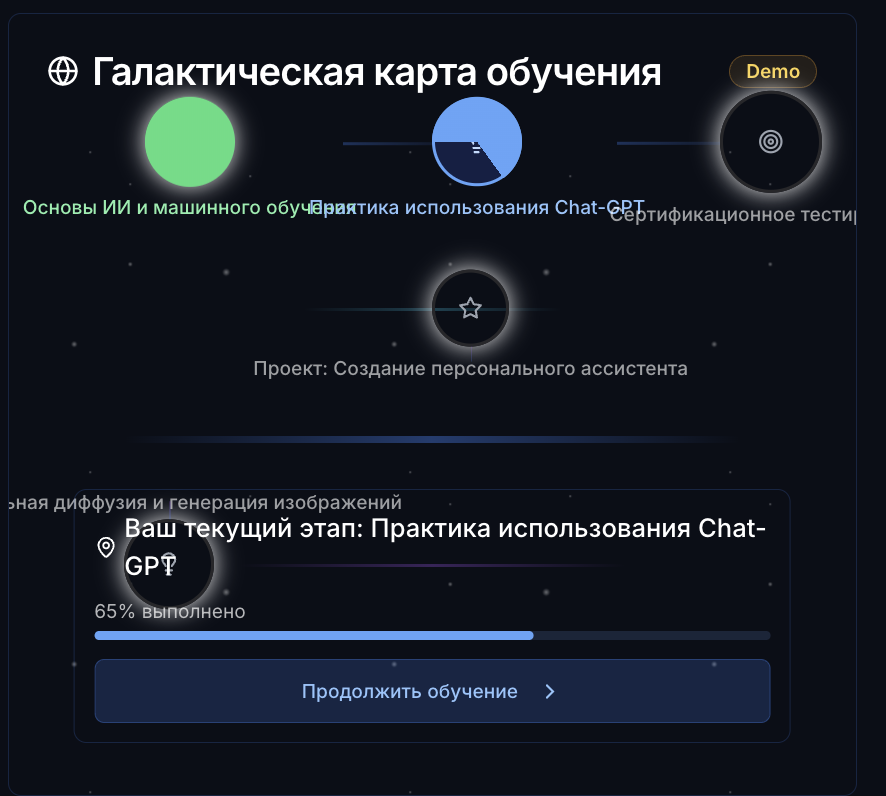 Галактическая карта обучения
Demo
Основы ИИ и машинного обучения
Практика использования Chat-GPT
Сертификационное тести
Проект: Создание персонального ассистента
ьная диффузия и генерация изображений
Ваш текущий этап: Практика использования Chat-
GPT
65% выполнено
Продолжить обучение